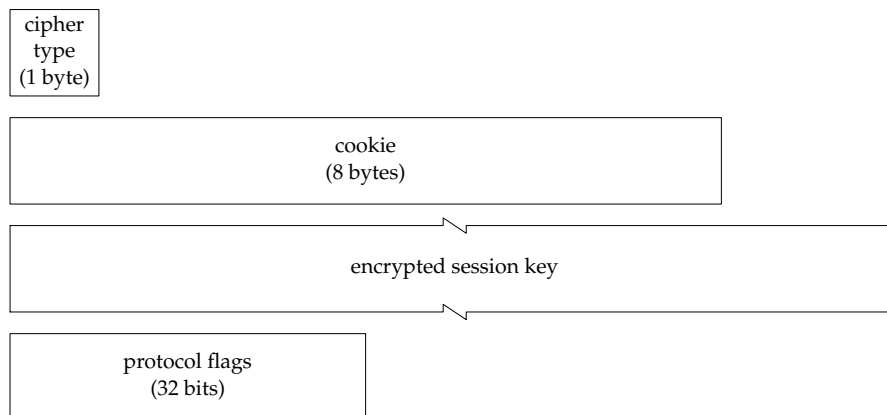 cipher
type
(1 byte)
cookie
(8 bytes)
encrypted session key
protocol flags
(32 bits)